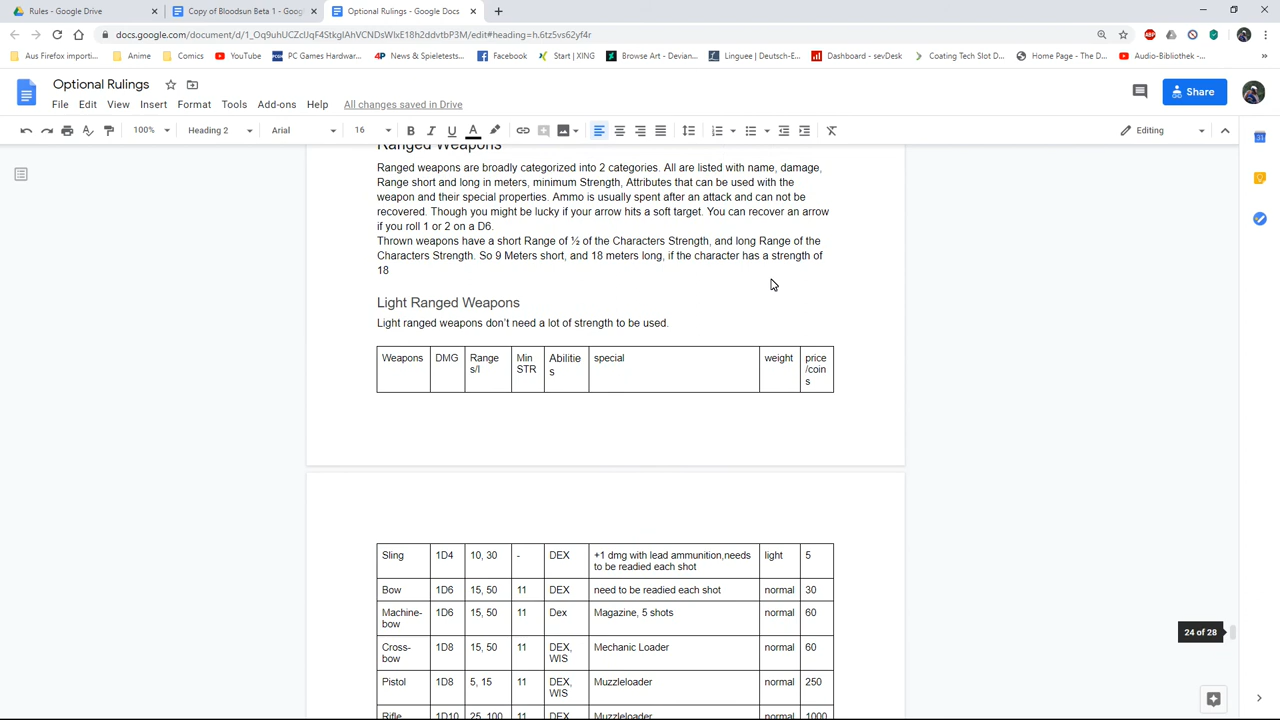 Rules - Google Drive
Copy of Bloodsun Beta 1 - Goog
Optional Rulings - Google Docs
docs.google.com/document/d/1_Oq9uhUCZclJqF4StkgIAhVCNDsWlxE18h2ddvtbP3M/edit#heading=h.6tz5vs62yf4r
Aus Firefox importi...
Anime
Comics
YouTube
PC Games Hardwar...
News & Spieletests...
Facebook
Start | XING
Browse Art - Devian...
Linguee | Deutsch-E...
Dashboard - sevDesk
Coating Tech Slot D...
Home Page - The D...
Audio-Bibliothek -...
Optional Rulings
File Edit View Insert Format Tools Add-ons Help All changes saved in Drive
Share
100% Heading 2 Arial 16 Editing
Ranged Weapons
Ranged weapons are broadly categorized into 2 categories. All are listed with name, damage,
Range short and long in meters, minimum Strength, Attributes that can be used with the
weapon and their special properties. Ammo is usually spent after an attack and can not be
recovered. Though you might be lucky if your arrow hits a soft target. You can recover an arrow
if you roll 1 or 2 on a D6.
Thrown weapons have a short Range of ½ of the Characters Strength, and long Range of the
Characters Strength. So 9 Meters short, and 18 meters long, if the character has a strength of
18
Light Ranged Weapons
Light ranged weapons don't need a lot of strength to be used.
Weapons DMG Range Min Abilitie special weight price
s/l STR s /coin
s
Sling 1D4 10, 30 - DEX +1 dmg with lead ammunition,needs light 5
to be readied each shot
Bow 1D6 15, 50 11 DEX need to be readied each shot normal 30
Machine- 1D6 15, 50 11 Dex Magazine, 5 shots normal 60
bow
Cross- 1D8 15, 50 11 DEX, Mechanic Loader normal 60
bow WIS
Pistol 1D8 5, 15 11 DEX, Muzzleloader normal 250
WIS
Rifle 1D10 25, 100 11 DEX Muzzleloader normal 1000
24 of 28